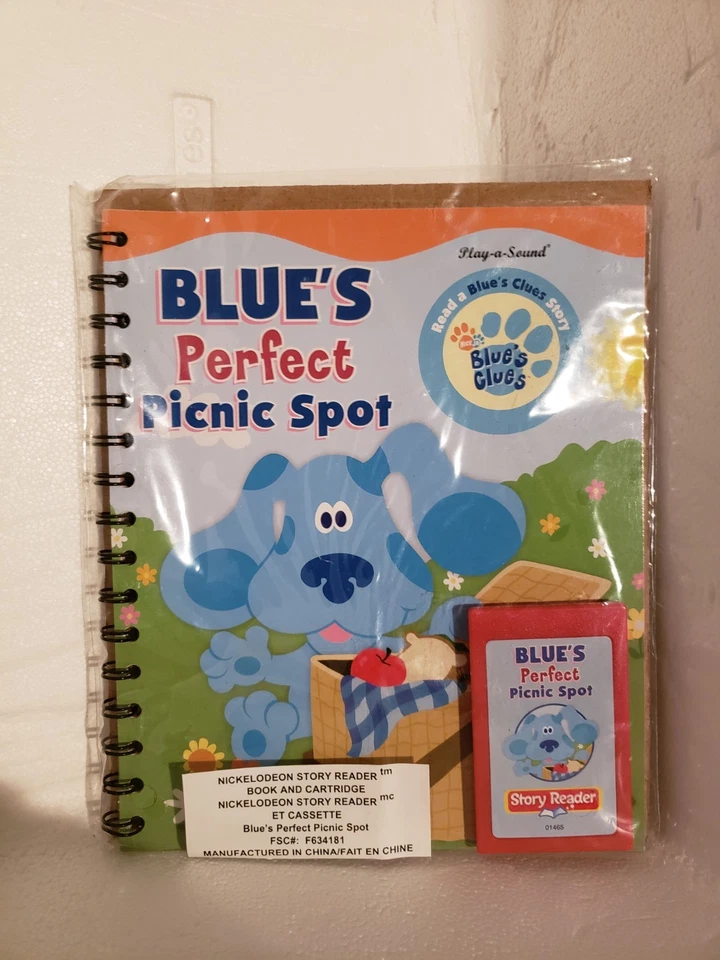 Play-a-Sound®
BLUE'S
Perfect
Picnic Spot
Read a Blue's Clues Story
NICK JR
Blue's
Clues
BLUE'S
Perfect
Picnic Spot
Story Reader
01465
NICKELODEON STORY READER tm
BOOK AND CARTRIDGE
NICKELODEON STORY READER mc
ET CASSETTE
Blue's Perfect Picnic Spot
FSC#: F634181
MANUFACTURED IN CHINA/FAIT EN CHINE